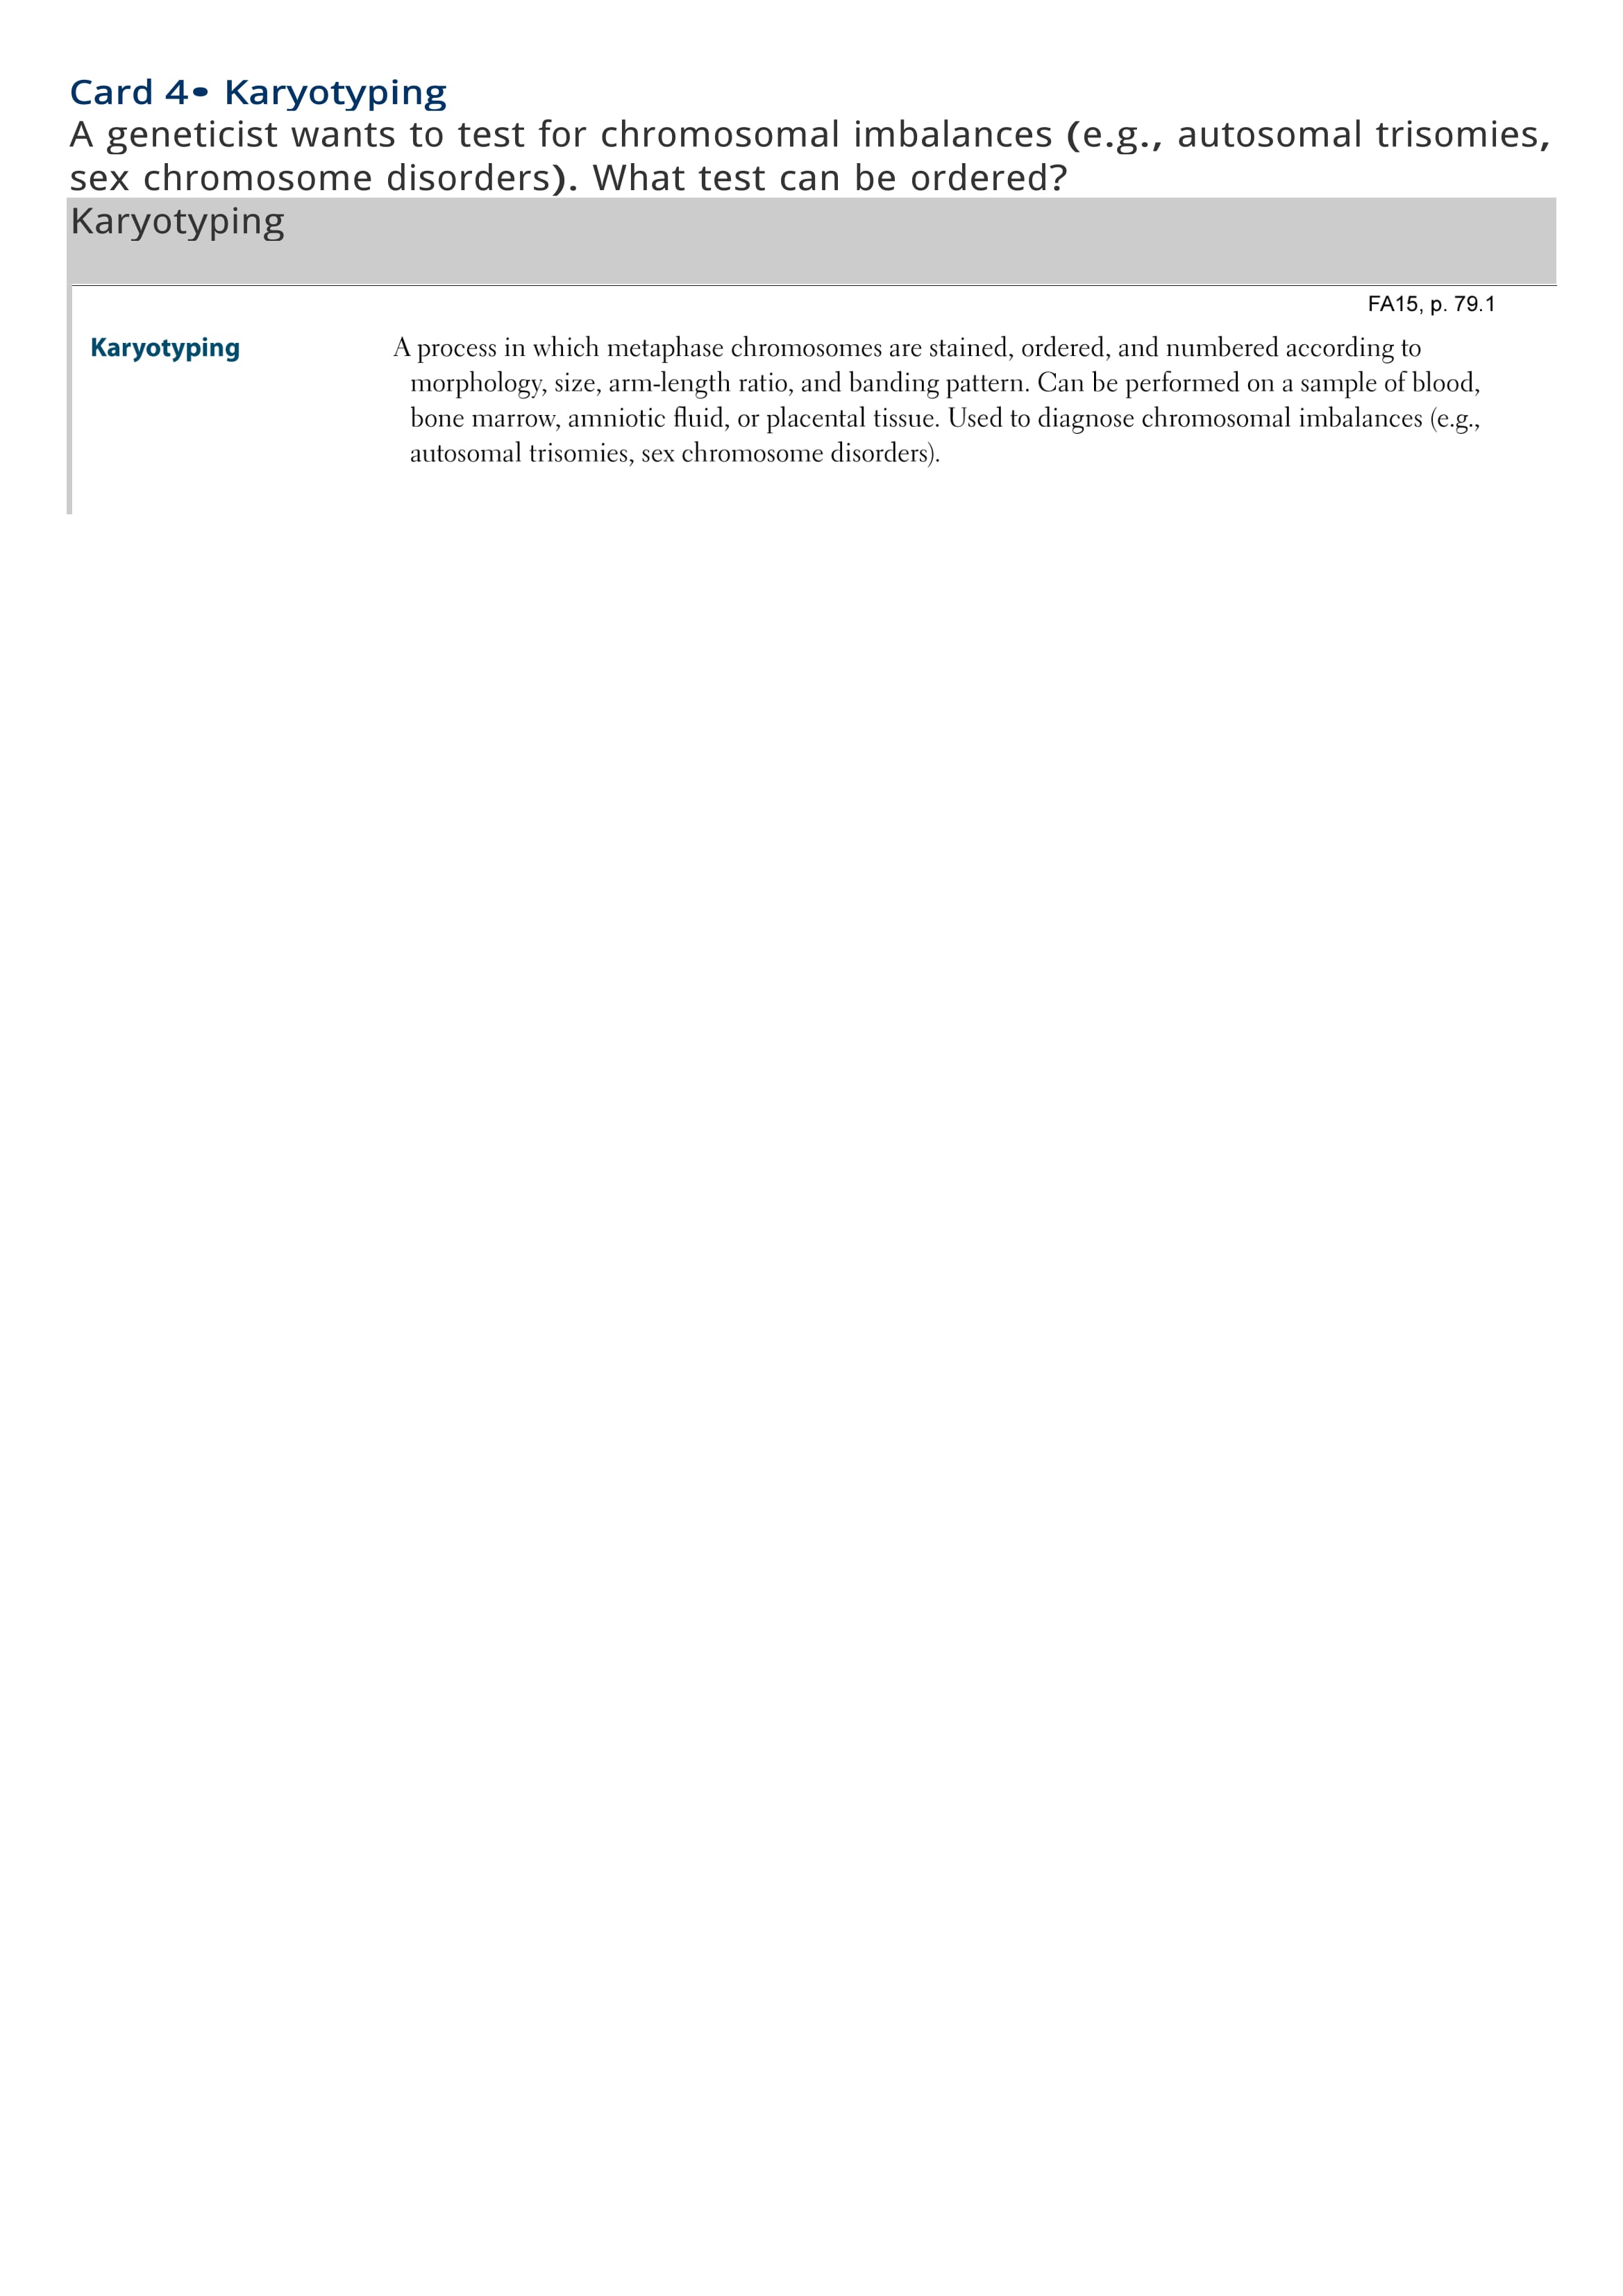 Card 4• Karyotyping
A geneticist wants to test for chromosomal imbalances (e.g., autosomal trisomies,
sex chromosome disorders). What test can be ordered?
Karyotyping
FA15, p. 79.1
Karyotyping
A process in which metaphase chromosomes are stained, ordered, and numbered according to
morphology, size, arm-length ratio, and banding pattern. Can be performed on a sample of blood,
bone marrow, amniotic fluid, or placental tissue. Used to diagnose chromosomal imbalances (e.g.,
autosomal trisomies, sex chromosome disorders).